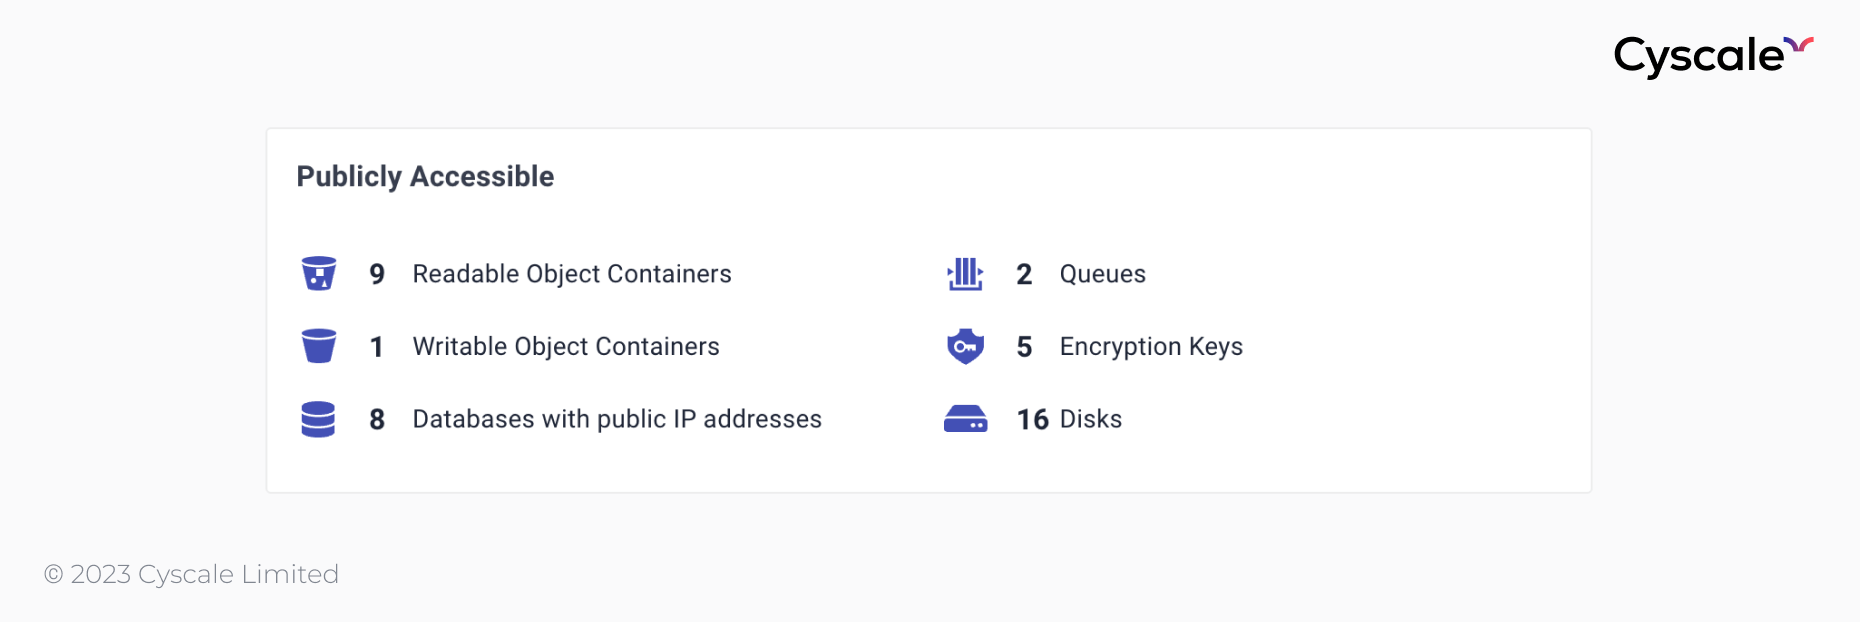 Cyscale
Publicly Accessible
9 Readable Object Containers
1 Writable Object Containers
8 Databases with public IP addresses
2 Queues
5 Encryption Keys
16 Disks
© 2023 Cyscale Limited